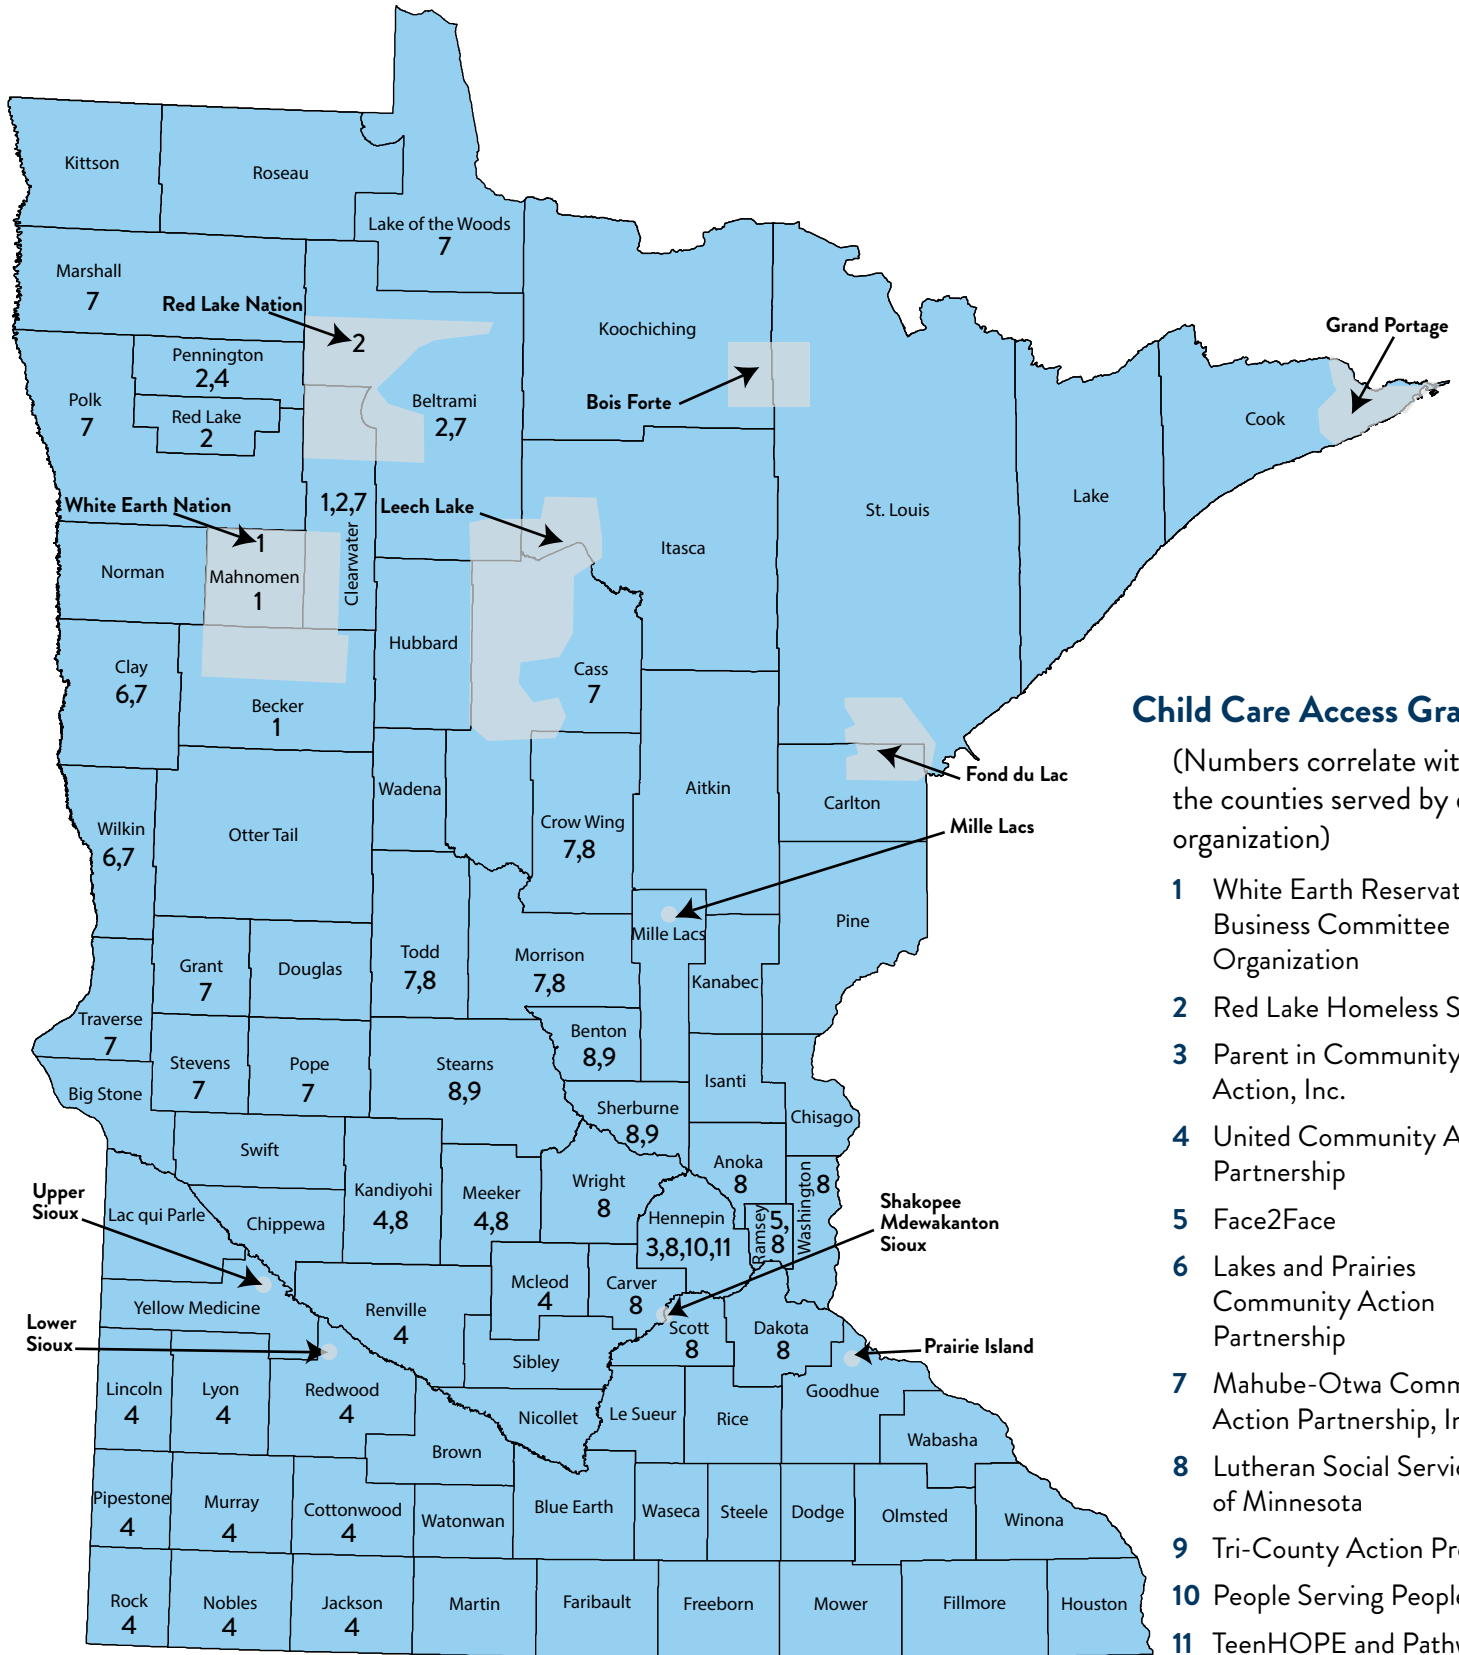 Kittson
Roseau
Lake of the Woods
7
Marshall
7
Red Lake Nation
2
Koochiching
Grand Portage
Pennington
2,4
Polk
7
Red Lake
2
Beltrami
2,7
Bois Forte
Cook
White Earth Nation
1
1,2,7
Clearwater
Leech Lake
St. Louis
Lake
Itasca
Norman
Mahnomen
1
Hubbard
Clay
6,7
Cass
7
Becker
1
Wadena
Aitkin
Fond du Lac
Carlton
Wilkin
6,7
Otter Tail
Crow Wing
7,8
Mille Lacs
Pine
Mille Lacs
Todd
7,8
Morrison
7,8
Grant
7
Douglas
Kanabec
Traverse
7
Benton
8,9
Stevens
7
Pope
7
Stearns
8,9
Big Stone
Isanti
Sherburne
8,9
Chisago
Swift
Anoka
8
Washington
8
Upper
Sioux
Lac qui Parle
Chippewa
Kandiyohi
4,8
Meeker
4,8
Wright
8
Hennepin
3,8,10,11
Ramsey
5,
8
Shakopee
Mdewakanton
Sioux
Mcleod
4
Carver
8
Yellow Medicine
Renville
4
Lower
Sioux
Scott
8
Dakota
8
Prairie Island
Sibley
Lincoln
4
Lyon
4
Redwood
4
Nicollet
Le Sueur
Rice
Goodhue
Brown
Wabasha
Pipestone
4
Murray
4
Cottonwood
4
Watonwan
Blue Earth
Waseca
Steele
Dodge
Olmsted
Winona
Rock
4
Nobles
4
Jackson
4
Martin
Faribault
Freeborn
Mower
Fillmore
Houston
Child Care Access Gra
(Numbers correlate wit
the counties served by
organization)
1 White Earth Reservat
Business Committee
Organization
2 Red Lake Homeless S
3 Parent in Community
Action, Inc.
4 United Community A
Partnership
5 Face2Face
6 Lakes and Prairies
Community Action
Partnership
7 Mahube-Otwa Comm
Action Partnership, In
8 Lutheran Social Servic
of Minnesota
9 Tri-County Action Pr
10 People Serving People
11 TeenHOPE and Pathw